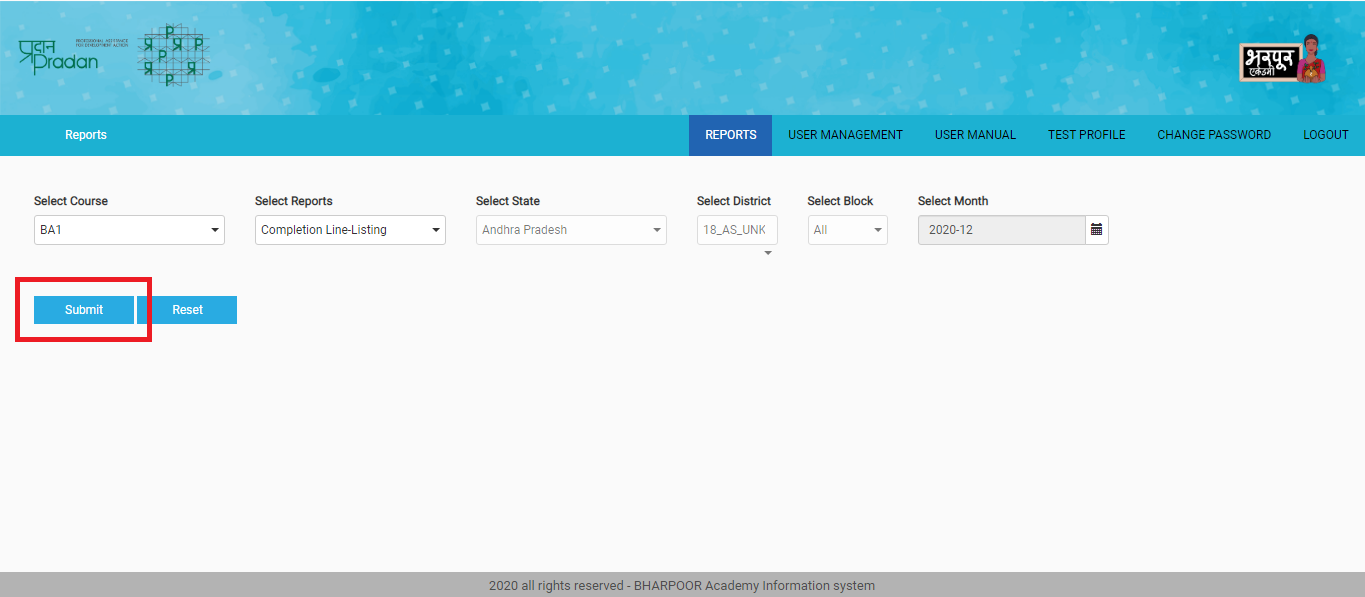 प्रदान
Pradan
PROFESSIONAL ASSISTANCE
FOR DEVELOPMENT ACTION
P
प्र P प्र P
प्र P प्र
P
भरपूर
एकेडमी
Reports
REPORTS USER MANAGEMENT USER MANUAL TEST PROFILE CHANGE PASSWORD LOGOUT
Select Course Select Reports Select State Select District Select Block Select Month
BA1 Completion Line-Listing Andhra Pradesh 18_AS_UNK All 2020-12
Submit Reset
2020 all rights reserved - BHARPOOR Academy Information system